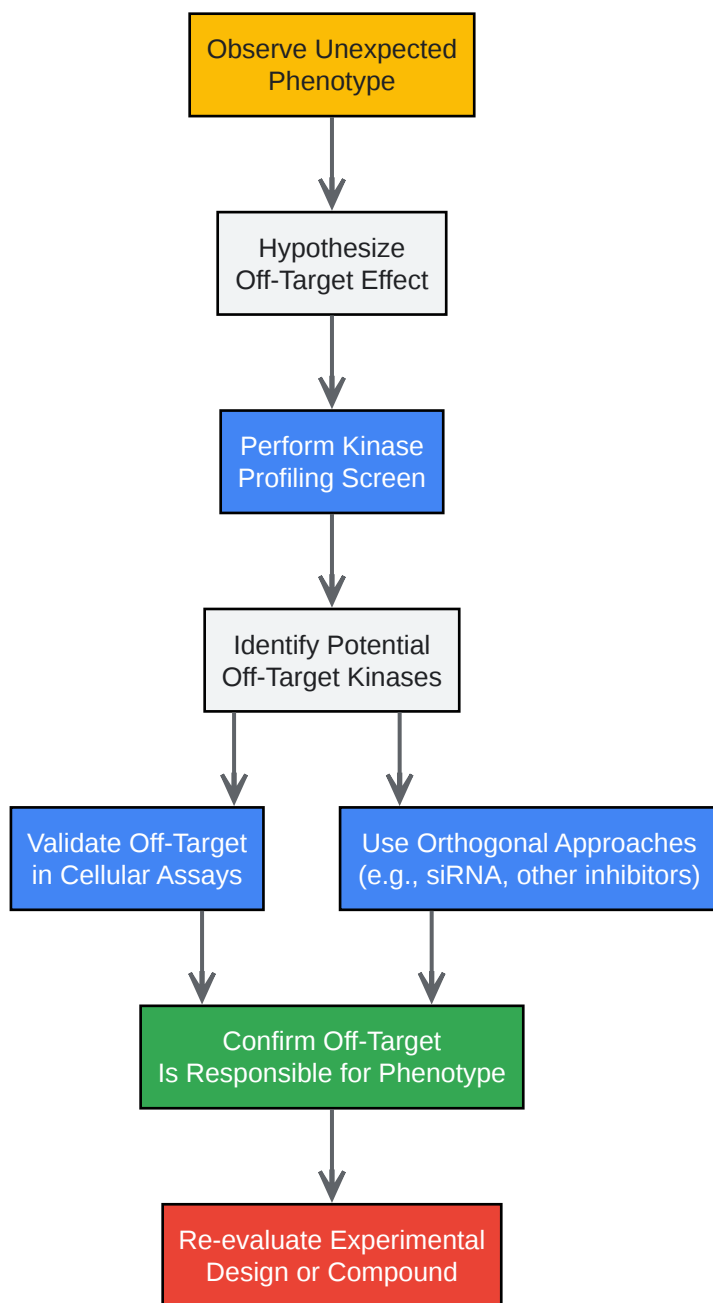 Observe Unexpected
Phenotype
Hypothesize
Off-Target Effect
Perform Kinase
Profiling Screen
Identify Potential
Off-Target Kinases
Validate Off-Target
in Cellular Assays
Use Orthogonal Approaches
(e.g., siRNA, other inhibitors)
Confirm Off-Target
Is Responsible for Phenotype
Re-evaluate Experimental
Design or Compound